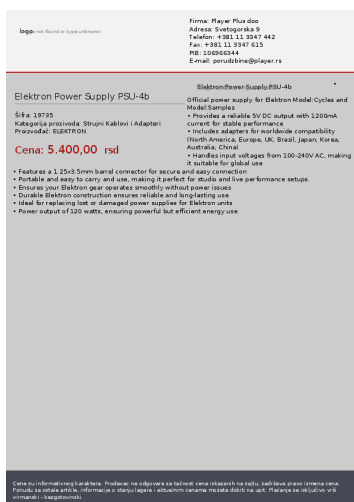 logo not found or type unknown
Firma: Player Plus doo
Adresa: Svetogorska 9
Telefon: +381 11 3347 442
Fax: +381 11 3347 615
PIB: 106966344
E-mail: porudzbine@player.rs
Elektron Power Supply PSU-4b
Elektron Power Supply PSU-4b
Šifra: 19735
Kategorija proizvoda: Strujni Kablovi i Adapteri
Proizvođač: ELEKTRON
Cena: 5.400,00 rsd
Official power supply for Elektron Model:Cycles and
Model:Samples
• Provides a reliable 5V DC output with 1200mA
current for stable performance
• Includes adapters for worldwide compatibility
(North America, Europe, UK, Brazil, Japan, Korea,
Australia, China)
• Handles input voltages from 100-240V AC, making
it suitable for global use
• Features a 1.25x3.5mm barrel connector for secure and easy connection
• Portable and easy to carry and use, making it perfect for studio and live performance setups.
• Ensures your Elektron gear operates smoothly without power issues
• Durable Elektron construction ensures reliable and long-lasting use
• Ideal for replacing lost or damaged power supplies for Elektron units
• Power output of 120 watts, ensuring powerful but efficient energy use
Cene su informativnog karaktera. Prodavac ne odgovara za tačnost cena iskazanih na sajtu, zadržava pravo izmena cena.
Ponudu za ostale artikle, informacije o stanju lagera i aktuelnim cenama možete dobiti na upit. Plaćanje se isključivo vrši
virmanski - bezgotovinski.